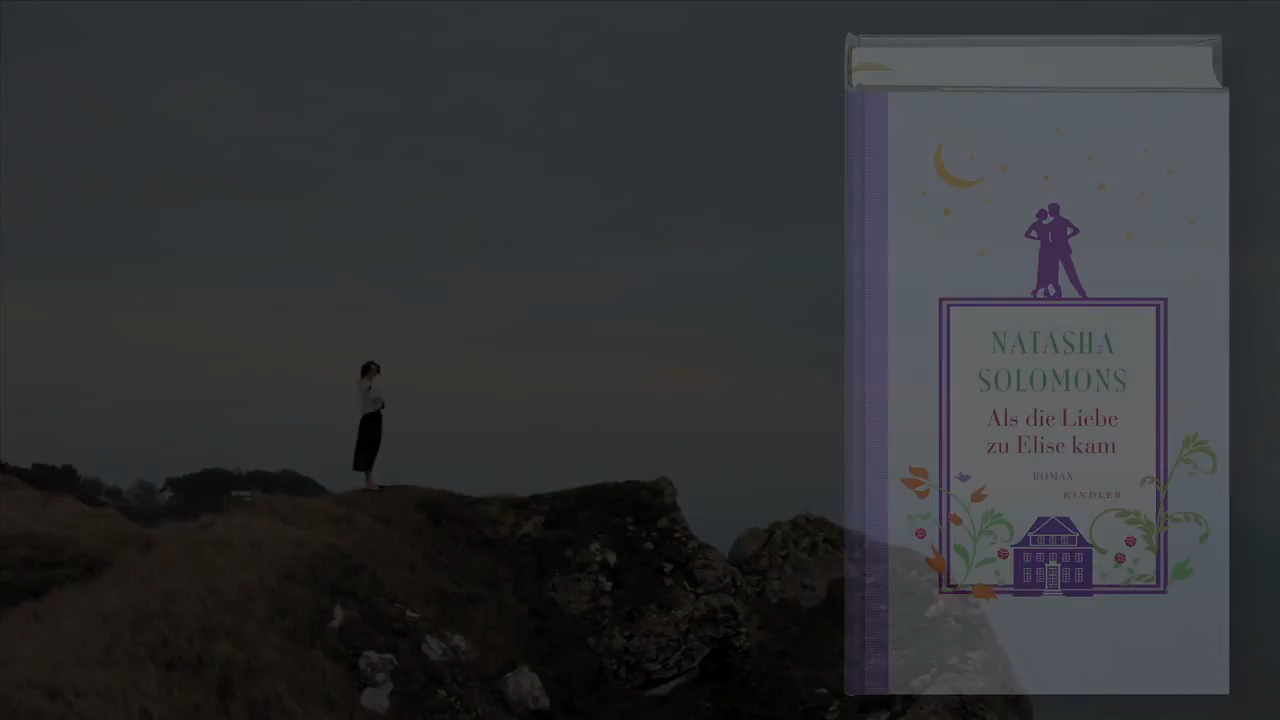 NATASHA
SOLOMONS
Als die Liebe
zu Elise kam
ROMAN
KINDLER